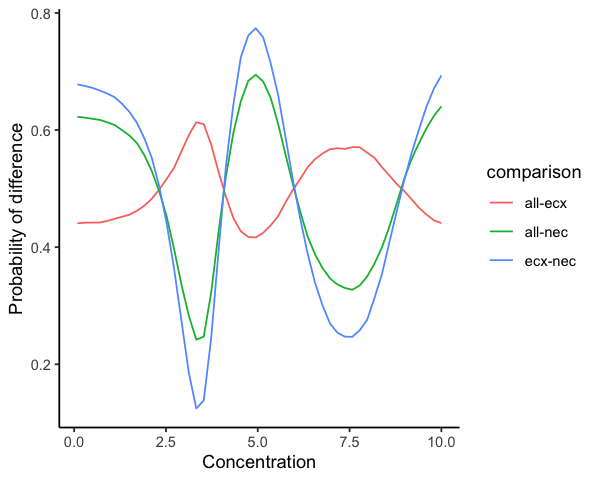 Probability of difference
0.8
0.6
0.4
0.2
0.0 2.5 5.0 7.5 10.0
Concentration
comparison
all-ecx
all-nec
ecx-nec